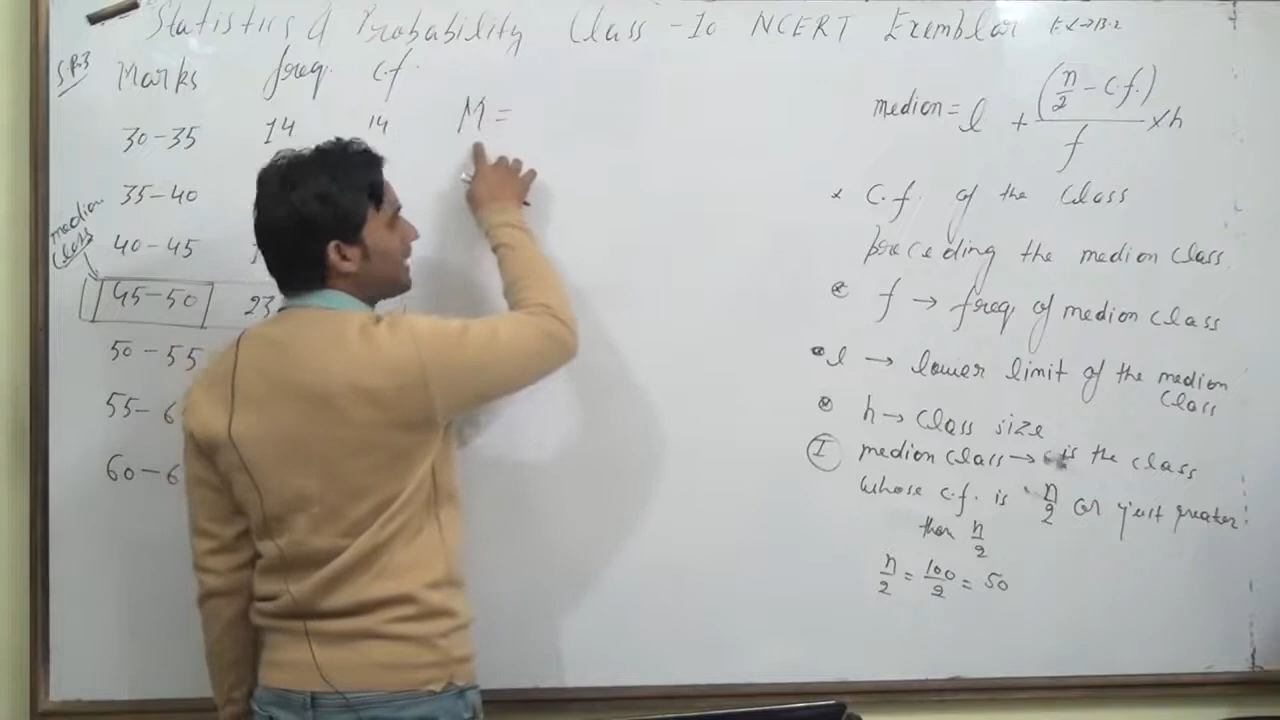 Statistics & Probability Class-10 NCERT Exemplar Ex→13.2
S.P.3
Marks freq. c.f.
30-35 14 14
35-40
40-45
45-50 23
50-55
55-6
60-6
median class
M =
median = l + (n/2 - c.f.)/f × h
* C.f. of the Class
preceding the median class
f → freq of median class
l → lower limit of the median
class
h → class size
I median class → is the class
whose c.f. is n/2 or just greater
than n/2
n/2 = 100/2 = 50